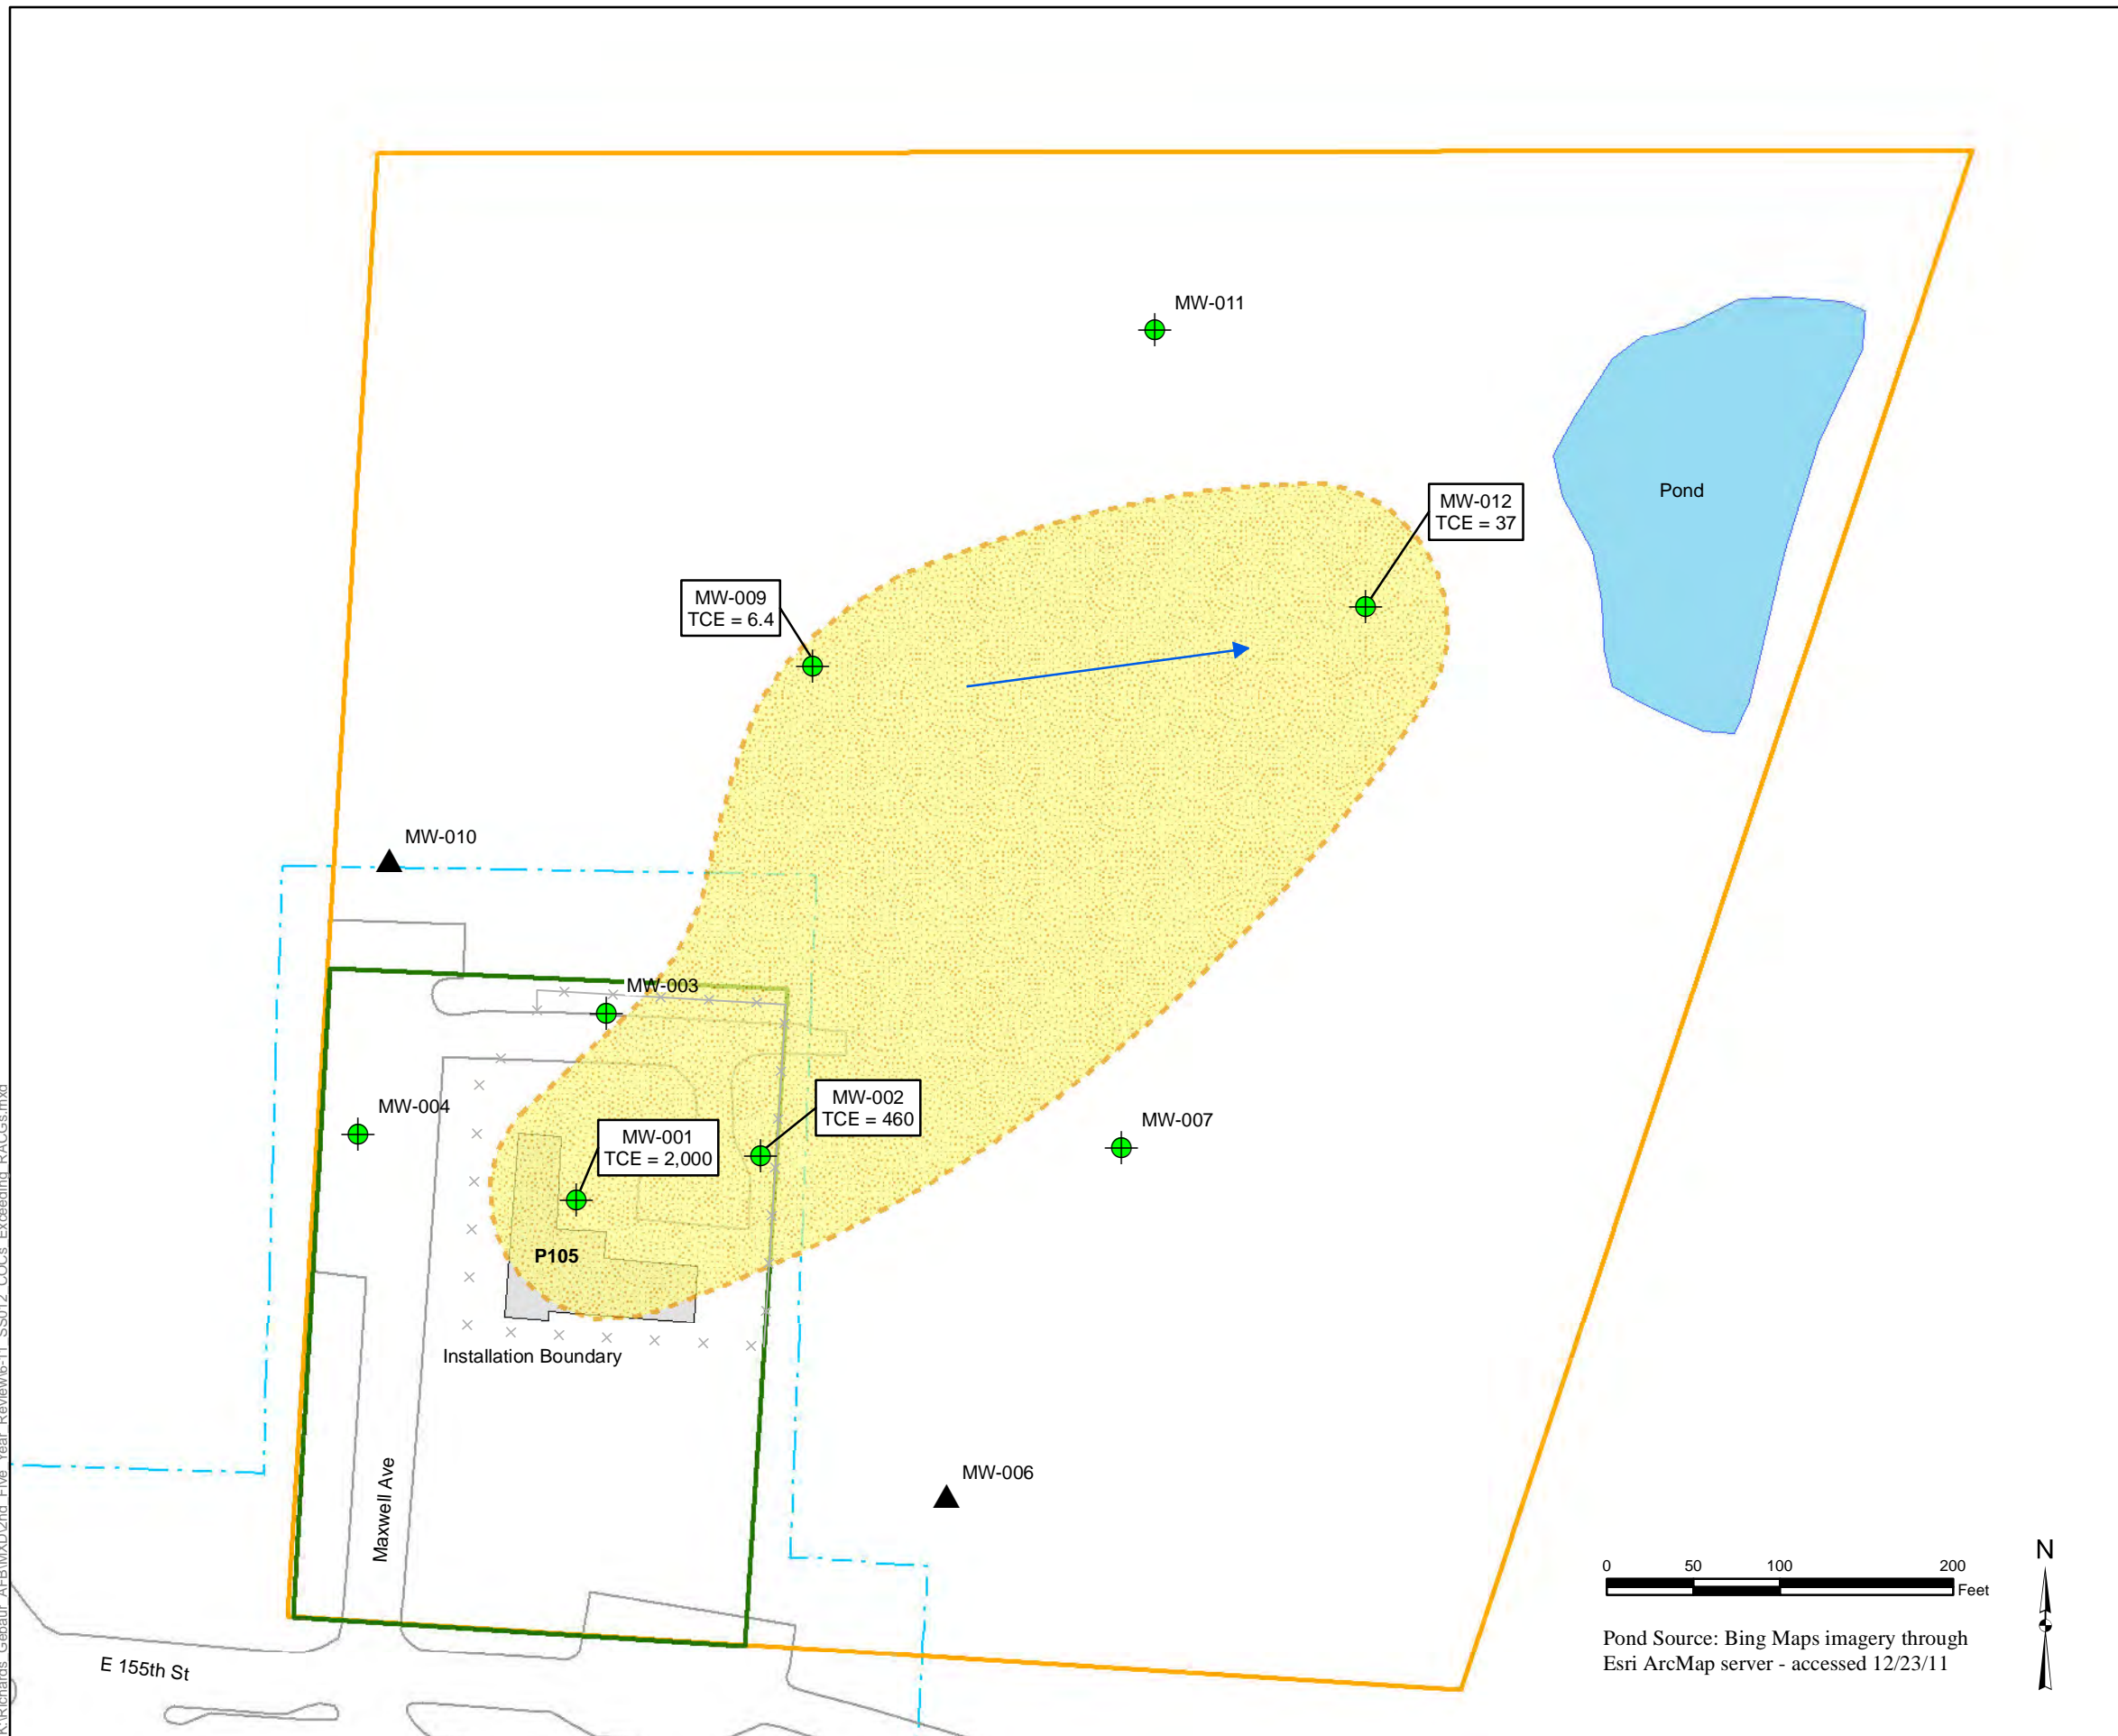 MW-011
MW-012
TCE = 37
Pond
MW-009
TCE = 6.4
MW-010
MW-003
MW-004
MW-002
TCE = 460
MW-001
TCE = 2,000
MW-007
P105
Installation Boundary
Maxwell Ave
MW-006
E 155th St
0 50 100 200
Feet
N
Pond Source: Bing Maps imagery through
Esri ArcMap server - accessed 12/23/11